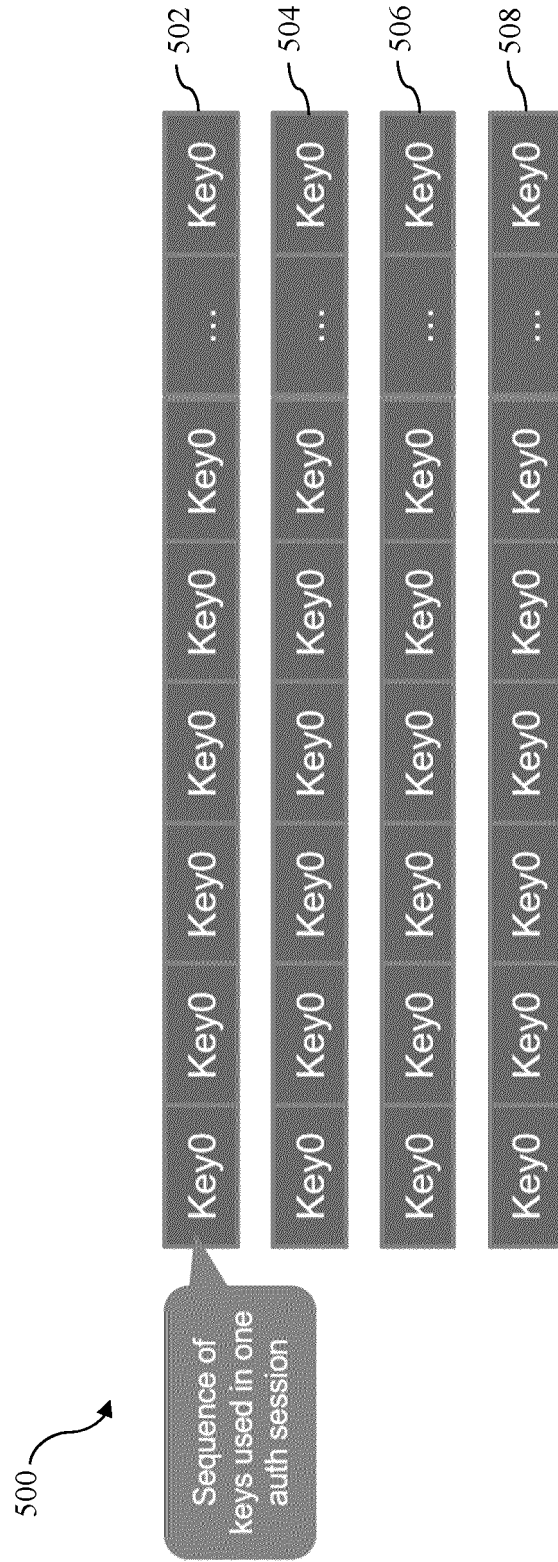 500
Sequence of
keys used in one
auth session
Key0 Key0 Key0 Key0 Key0 Key0 ... Key0 502
Key0 Key0 Key0 Key0 Key0 Key0 ... Key0 504
Key0 Key0 Key0 Key0 Key0 Key0 ... Key0 506
Key0 Key0 Key0 Key0 Key0 Key0 ... Key0 508